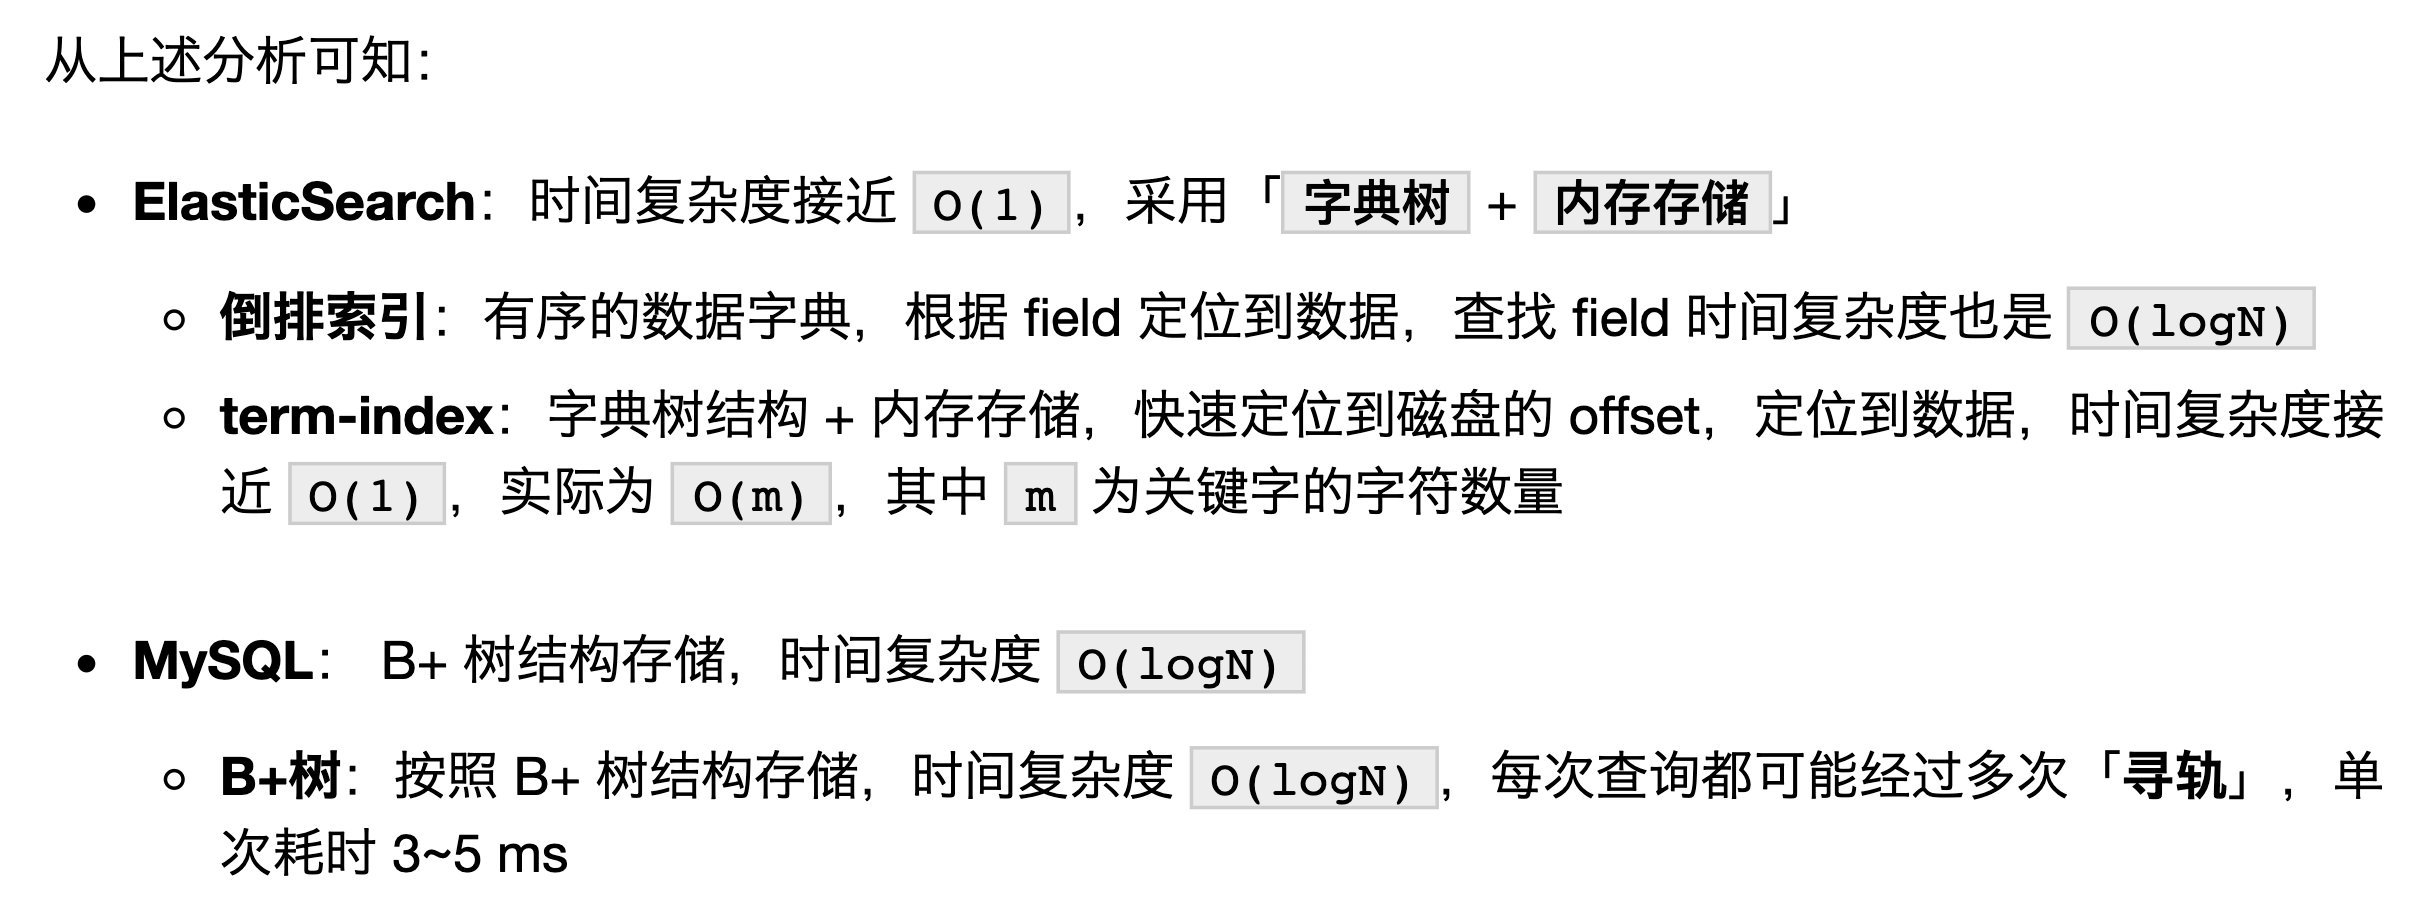 从上述分析可知：
• ElasticSearch：时间复杂度接近 O(1)，采用「字典树 + 内存存储」
◦ 倒排索引：有序的数据字典，根据 field 定位到数据，查找 field 时间复杂度也是 O(logN)
◦ term-index：字典树结构 + 内存存储，快速定位到磁盘的 offset，定位到数据，时间复杂度接
近 O(1)，实际为 O(m)，其中 m 为关键字的字符数量
• MySQL： B+ 树结构存储，时间复杂度 O(logN)
◦ B+树：按照 B+ 树结构存储，时间复杂度 O(logN)，每次查询都可能经过多次「寻轨」，单
次耗时 3~5 ms